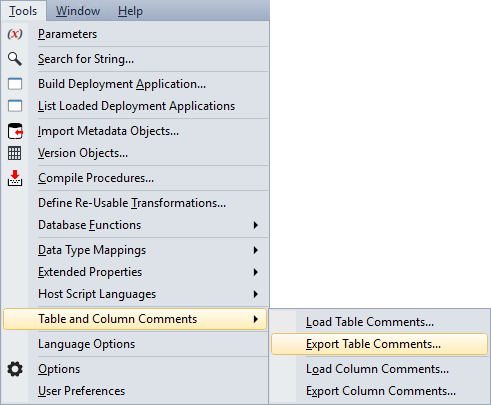 Tools Window Help
(x) Parameters
Search for String...
Build Deployment Application...
List Loaded Deployment Applications
Import Metadata Objects...
Version Objects...
Compile Procedures...
Define Re-Usable Transformations...
Database Functions
Data Type Mappings
Extended Properties
Host Script Languages
Table and Column Comments
Load Table Comments...
Export Table Comments...
Load Column Comments...
Export Column Comments...
Language Options
Options
User Preferences